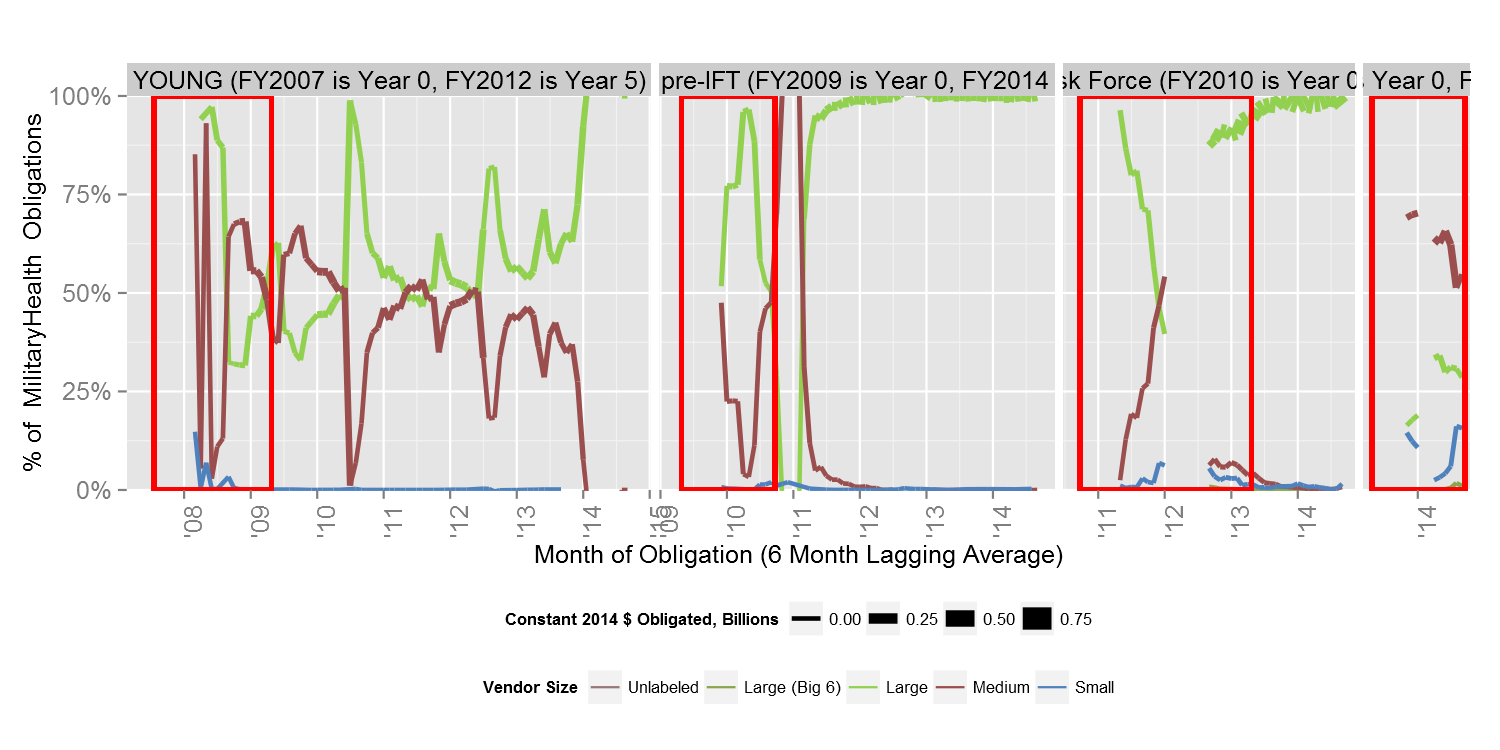 YOUNG (FY2007 is Year 0, FY2012 is Year 5)
pre-IFT (FY2009 is Year 0, FY2014
sk Force (FY2010 is Year 0
Year 0, F
% of MilitaryHealth Obligations
100%
75%
50%
25%
0%
'08 '09 '10 '11 '12 '13 '14 '15
'09 '10 '11 '12 '13 '14
'11 '12 '13 '14
'14
Month of Obligation (6 Month Lagging Average)
Constant 2014 $ Obligated, Billions 0.00 0.25 0.50 0.75
Vendor Size Unlabeled Large (Big 6) Large Medium Small